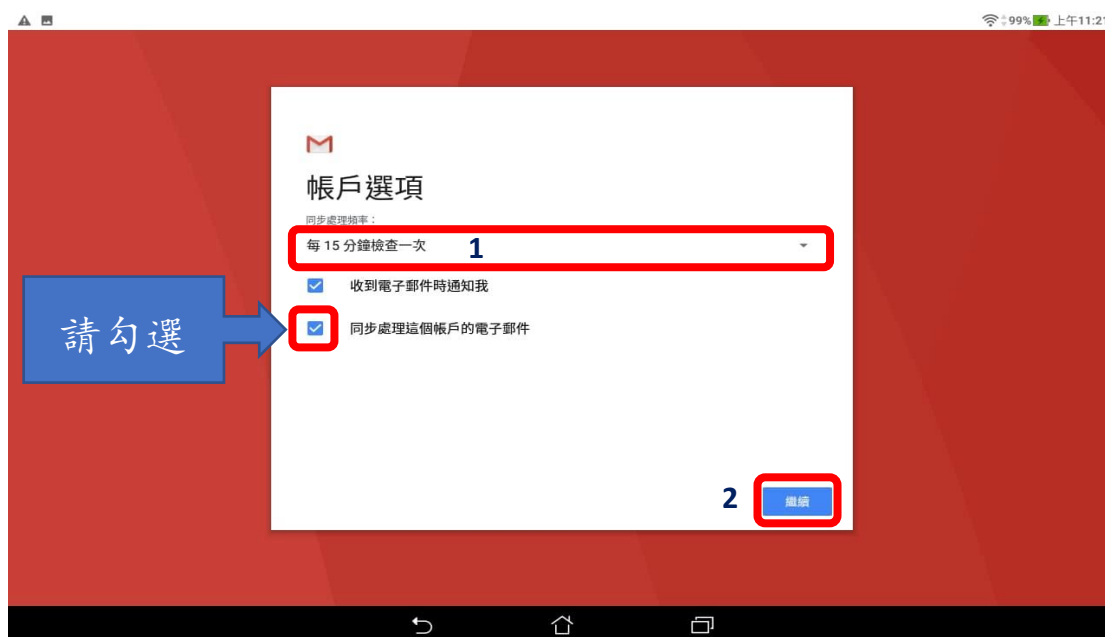 99% 上午11:21
帳戶選項
同步處理頻率：
每 15 分鐘檢查一次 1
收到電子郵件時通知我
請勾選
同步處理這個帳戶的電子郵件
2 繼續